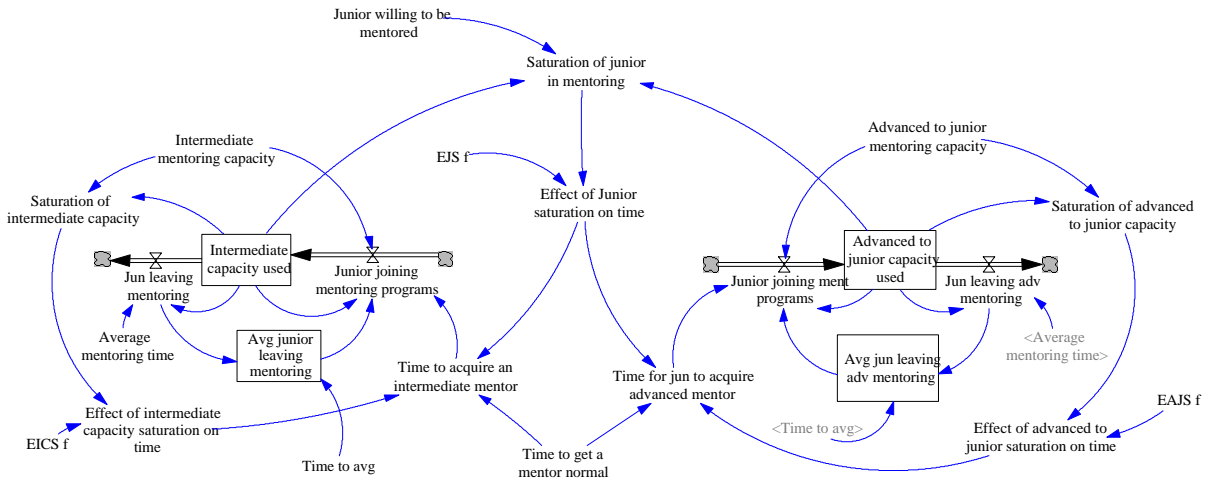 Junior willing to be
mentored
Saturation of junior
in mentoring
Intermediate
mentoring capacity
Advanced to junior
mentoring capacity
EJS f
Saturation of
intermediate capacity
Effect of Junior
saturation on time
Saturation of advanced
to junior capacity
Intermediate
capacity used
Advanced to
junior capacity
used
Jun leaving
mentoring
Junior joining
mentoring programs
Junior joining ment
programs
Jun leaving adv
mentoring
Average
mentoring time
Avg junior
leaving
mentoring
<Average
mentoring time>
Time to acquire an
intermediate mentor
Time for jun to acquire
advanced mentor
Avg jun leaving
adv mentoring
EAJS f
Effect of intermediate
capacity saturation on
time
EICS f
<Time to avg>
Effect of advanced to
junior saturation on time
Time to avg
Time to get a
mentor normal